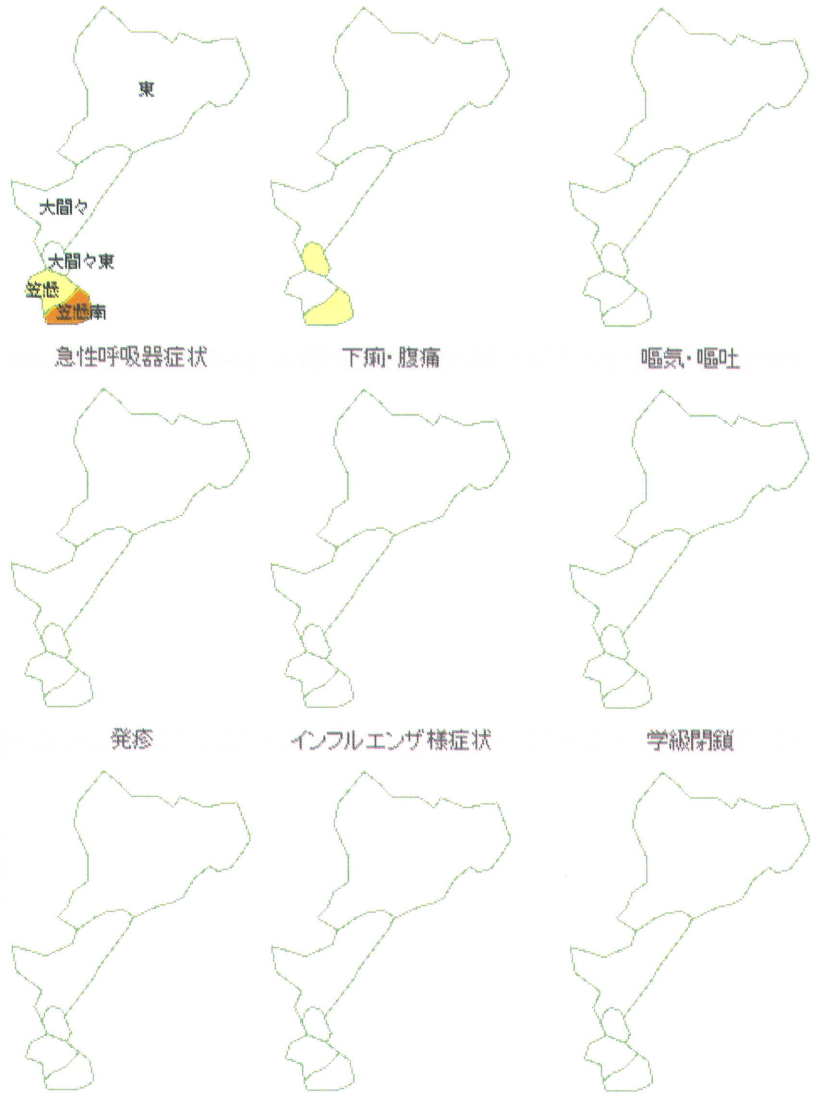 東
大間々
大間々東
笠懸
笠懸南
急性呼吸器症状
下痢・腹痛
嘔気・嘔吐
発疹
インフルエンザ様症状
学級閉鎖